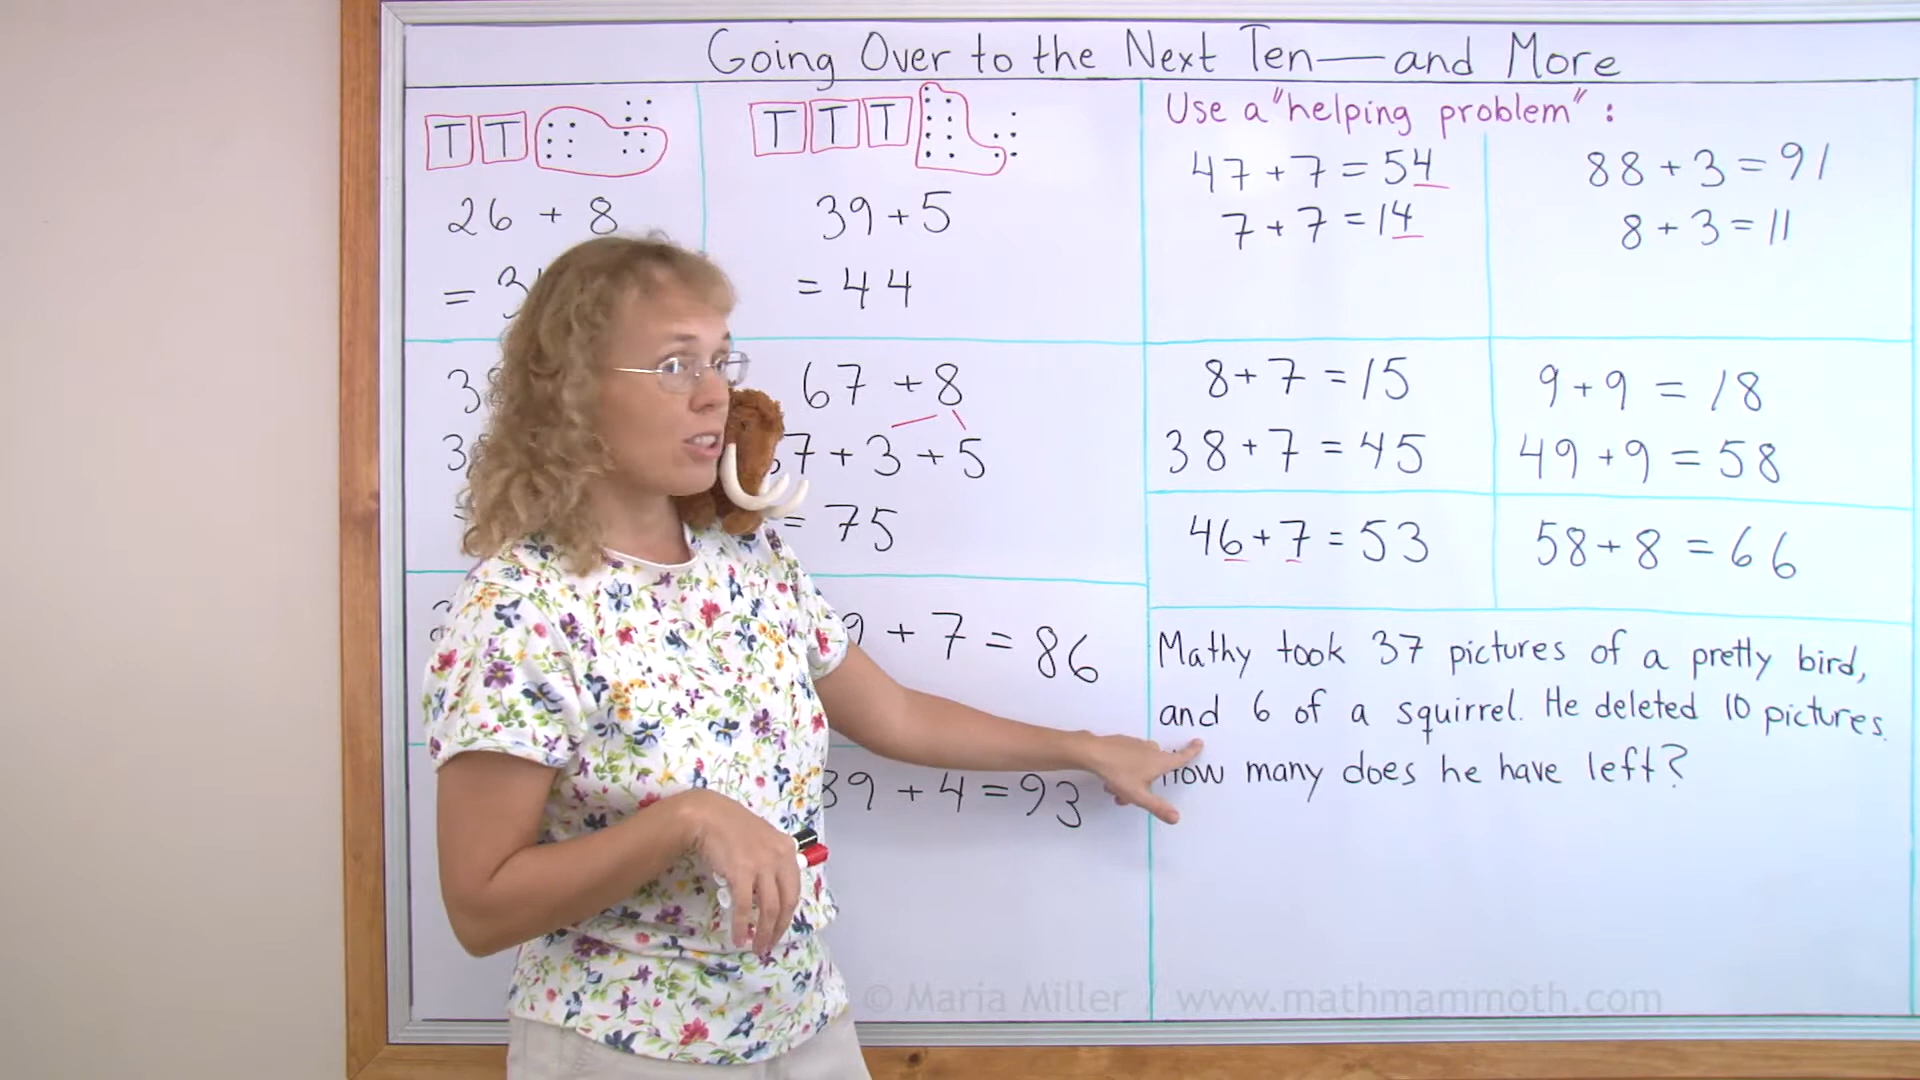 Going Over to the Next Ten—and More
T T
26 + 8
=
T T T
39 + 5
= 44
67 + 8
7 + 3 + 5
= 75
9 + 7 = 86
39 + 4 = 93
Use a "helping problem" :
47 + 7 = 54
7 + 7 = 14
88 + 3 = 91
8 + 3 = 11
8 + 7 = 15
38 + 7 = 45
9 + 9 = 18
49 + 9 = 58
46 + 7 = 53
58 + 8 = 66
Mathy took 37 pictures of a pretty bird,
and 6 of a squirrel. He deleted 10 pictures.
How many does he have left?
© Maria Miller / www.mathmammoth.com